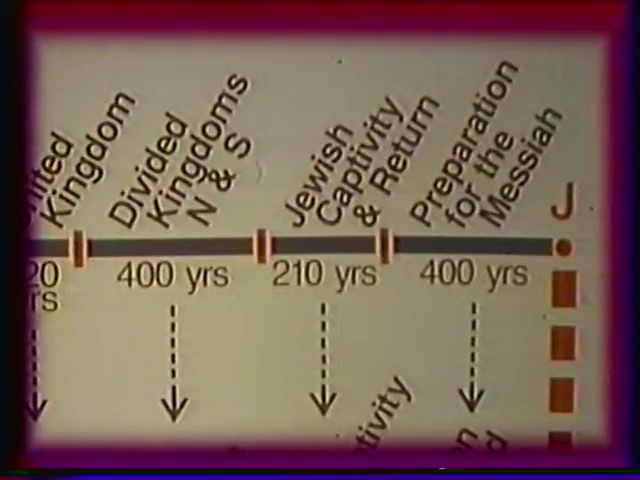 Kingdom
Divided
Kingdoms
N & S
Jewish
Captivity
& Return
Preparation
for the
Messiah
J
400 yrs
210 yrs
400 yrs